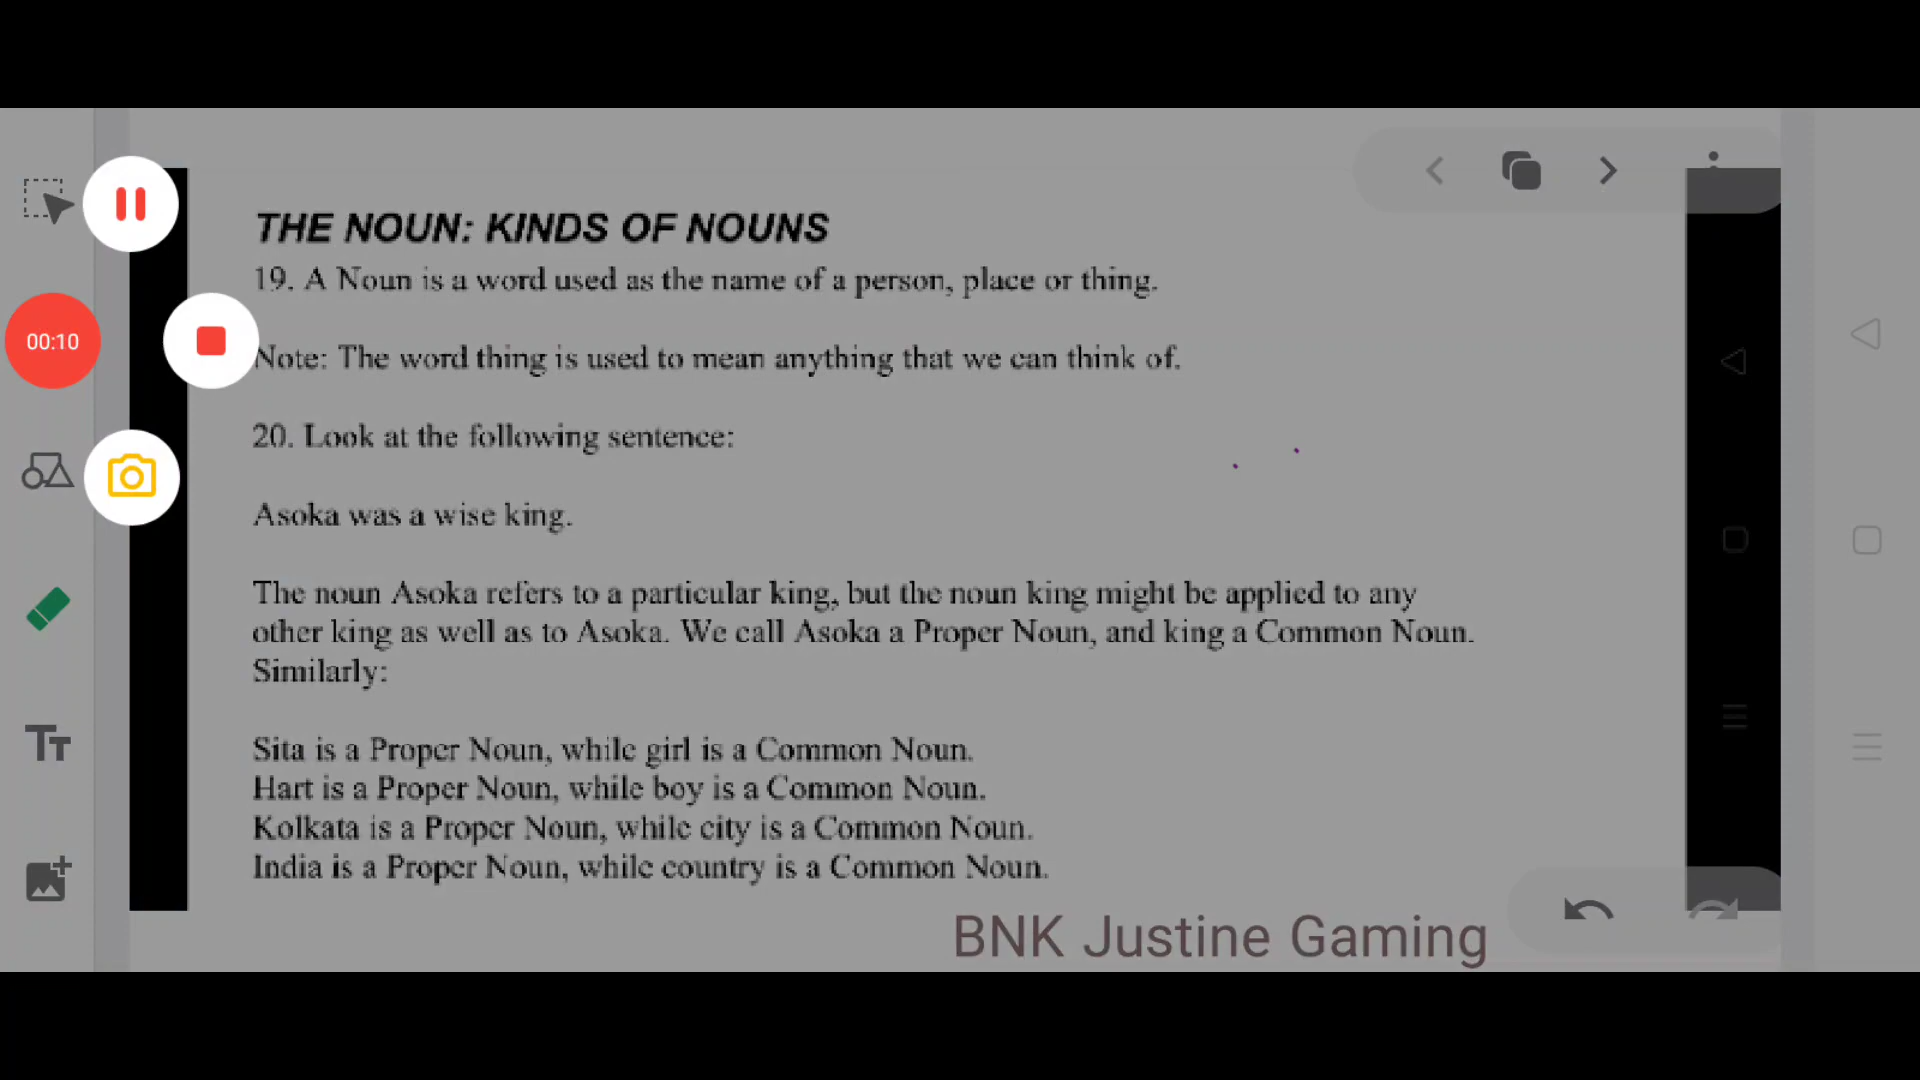 THE NOUN: KINDS OF NOUNS
19. A Noun is a word used as the name of a person, place or thing.
00:10
Note: The word thing is used to mean anything that we can think of.
20. Look at the following sentence:
Asoka was a wise king.
The noun Asoka refers to a particular king, but the noun king might be applied to any
other king as well as to Asoka. We call Asoka a Proper Noun, and king a Common Noun.
Similarly:
TT
Sita is a Proper Noun, while girl is a Common Noun.
Hart is a Proper Noun, while boy is a Common Noun.
Kolkata is a Proper Noun, while city is a Common Noun.
India is a Proper Noun, while country is a Common Noun.
BNK Justine Gaming